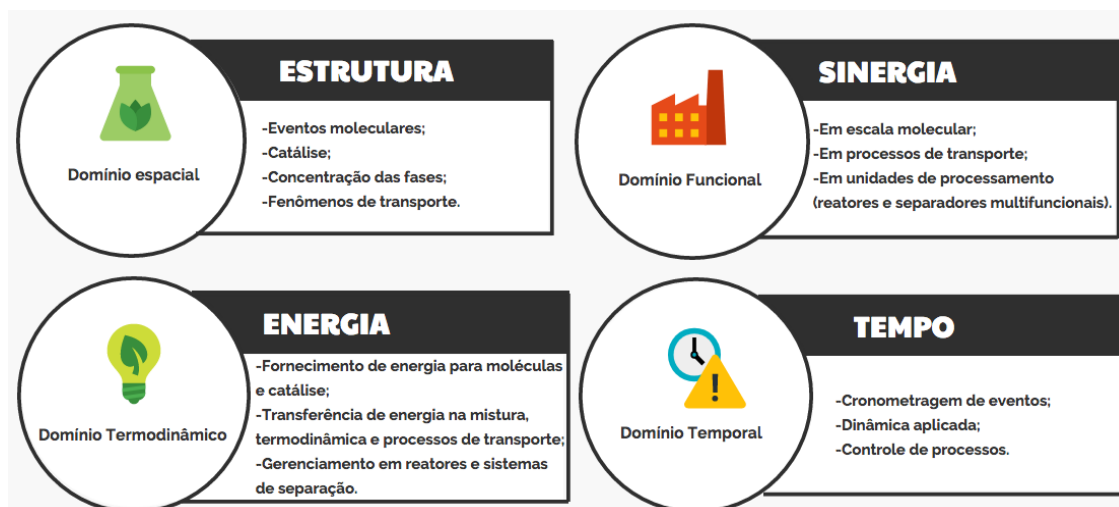 ESTRUTURA
Domínio espacial
-Eventos moleculares;
-Catálise;
-Concentração das fases;
-Fenômenos de transporte.
SINERGIA
Domínio Funcional
-Em escala molecular;
-Em processos de transporte;
-Em unidades de processamento
(reatores e separadores multifuncionais).
ENERGIA
Domínio Termodinâmico
-Fornecimento de energia para moléculas
e catálise;
-Transferência de energia na mistura,
termodinâmica e processos de transporte;
-Gerenciamento em reatores e sistemas
de separação.
TEMPO
Domínio Temporal
-Cronometragem de eventos;
-Dinâmica aplicada;
-Controle de processos.